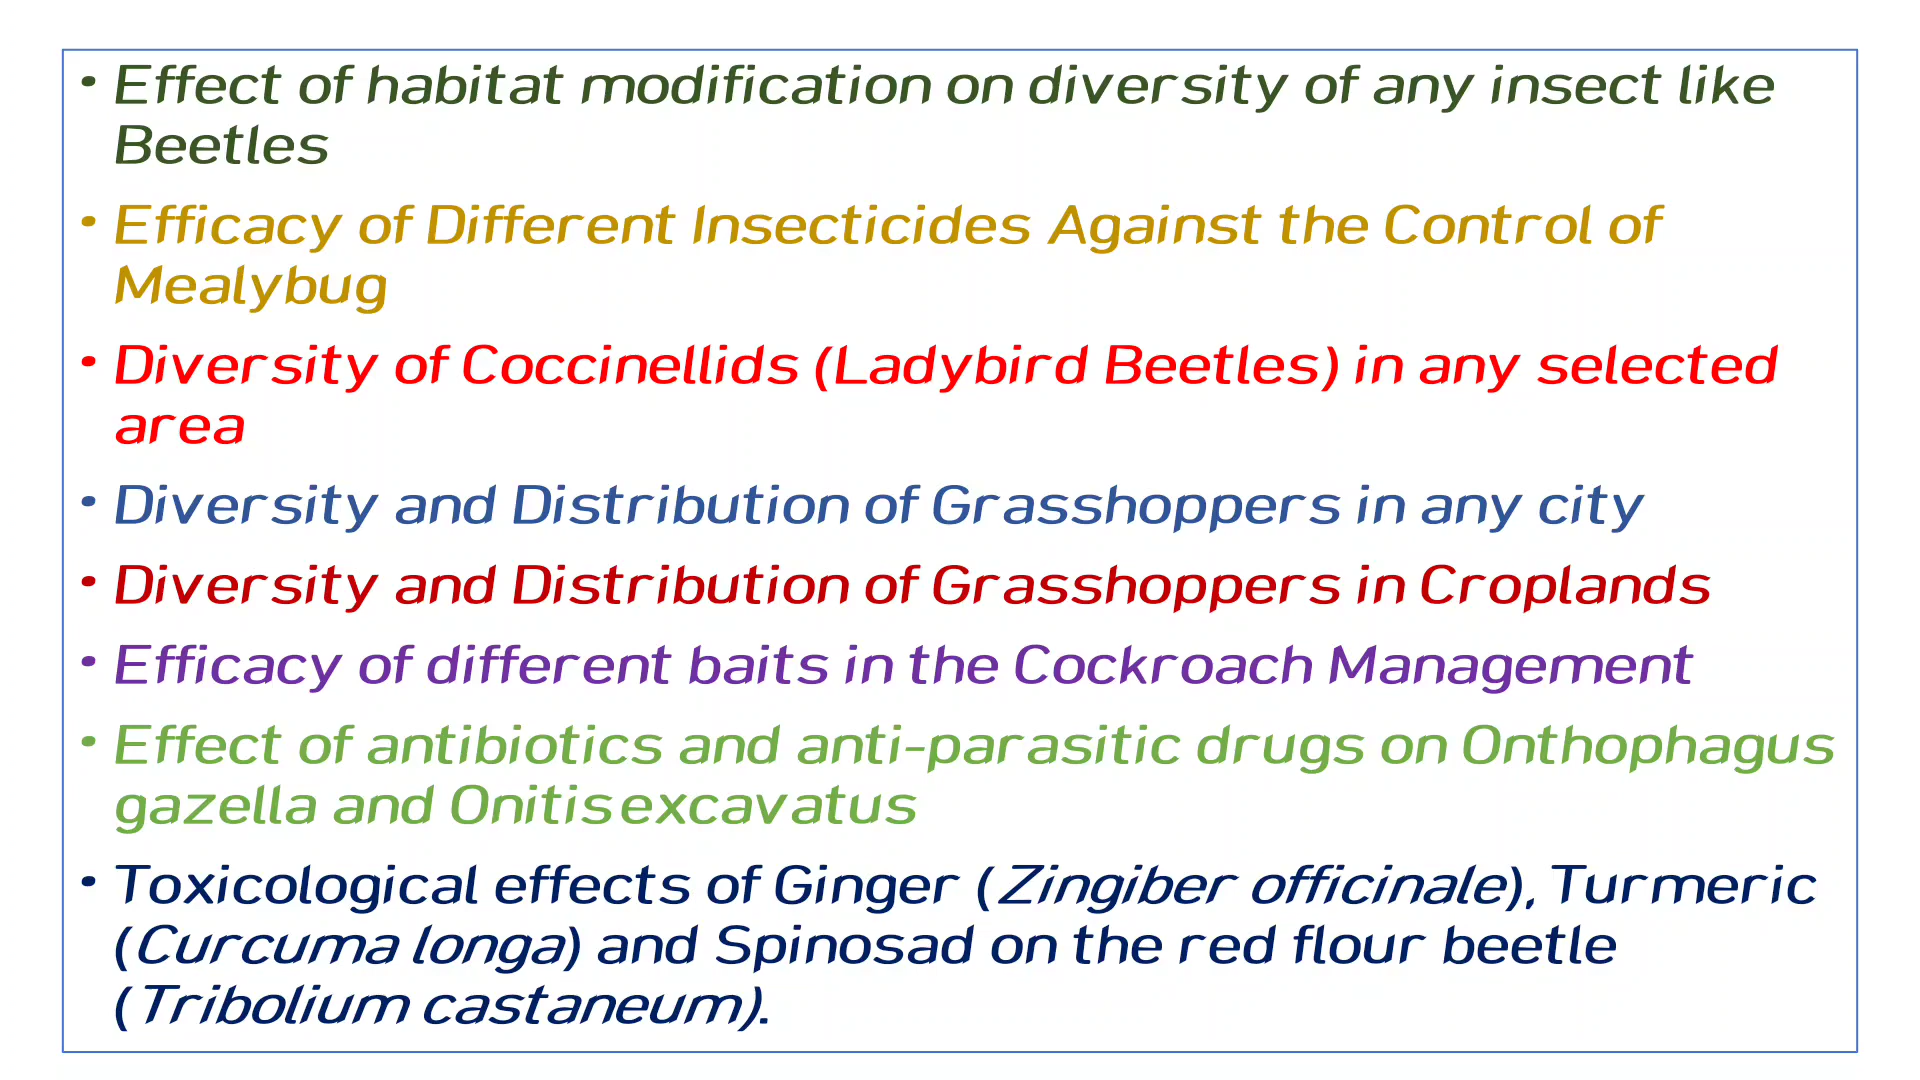 • Effect of habitat modification on diversity of any insect like
Beetles
• Efficacy of Different Insecticides Against the Control of
Mealybug
• Diversity of Coccinellids (Ladybird Beetles) in any selected
area
• Diversity and Distribution of Grasshoppers in any city
• Diversity and Distribution of Grasshoppers in Croplands
• Efficacy of different baits in the Cockroach Management
• Effect of antibiotics and anti-parasitic drugs on Onthophagus
gazella and Onitis excavatus
• Toxicological effects of Ginger (Zingiber officinale), Turmeric
(Curcuma longa) and Spinosad on the red flour beetle
(Tribolium castaneum).